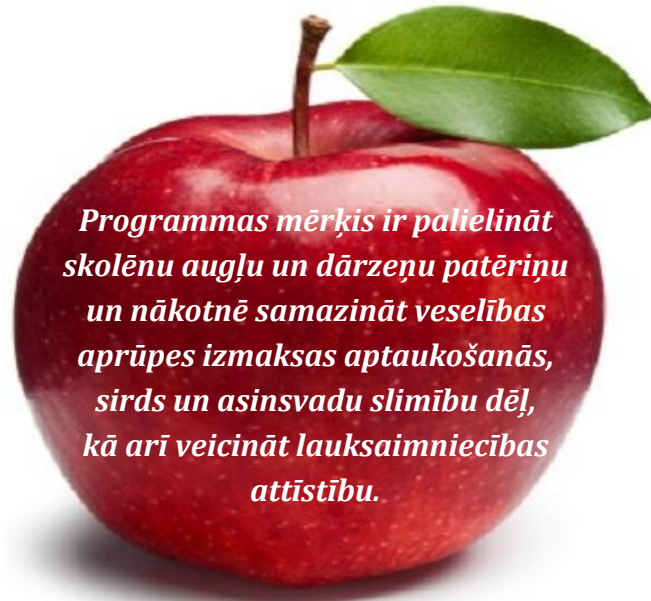 Programmas mērķis ir palielināt
skolēnu augļu un dārzeņu patēriņu
un nākotnē samazināt veselības
aprūpes izmaksas aptaukošanās,
sirds un asinsvadu slimību dēļ,
kā arī veicināt lauksaimniecības
attīstību.